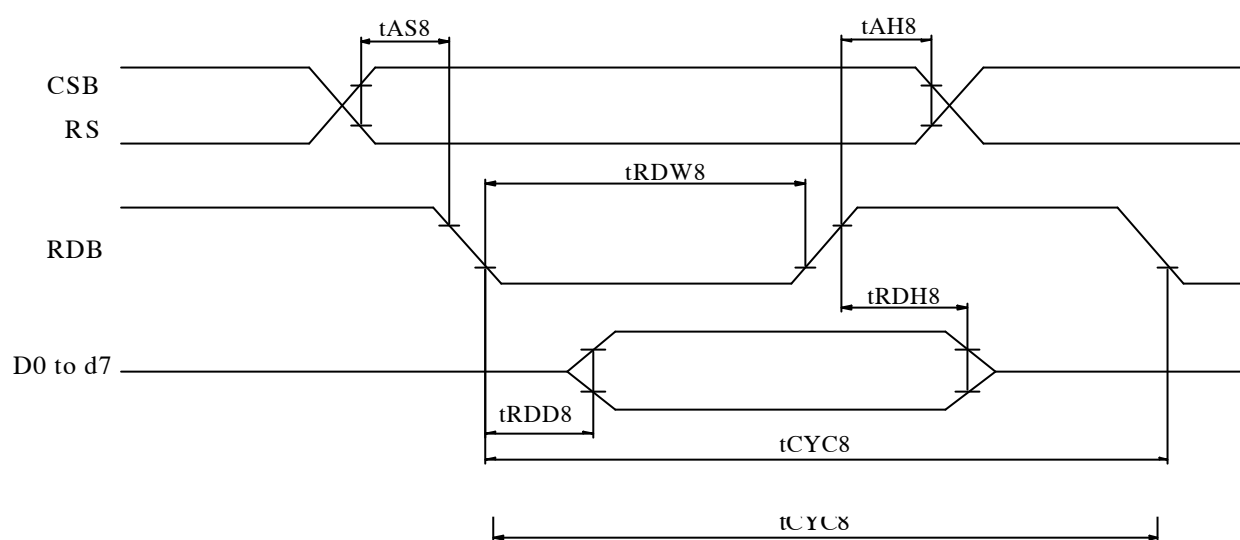 tAS8
tAH8
CSB
RS
tRDW8
RDB
tRDH8
D0 to d7
tRDD8
tCYC8
tCYC8